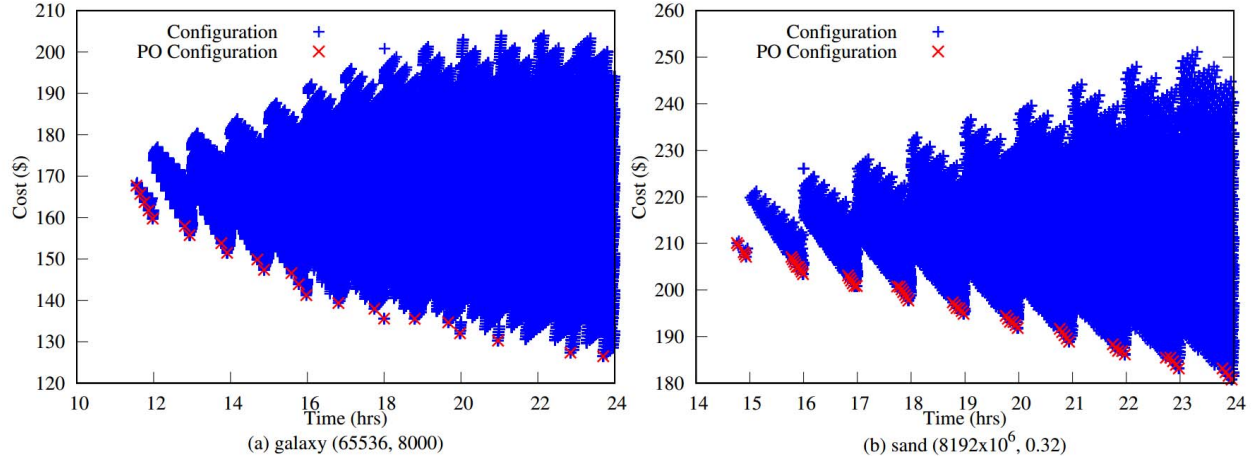 210
200
190
180
170
160
150
140
130
120
Cost ($)
Configuration
PO Configuration
10 12 14 16 18 20 22 24
Time (hrs)
(a) galaxy (65536, 8000)
260
250
240
230
220
210
200
190
180
Cost ($)
Configuration
PO Configuration
14 15 16 17 18 19 20 21 22 23 24
Time (hrs)
(b) sand (8192x10⁶, 0.32)